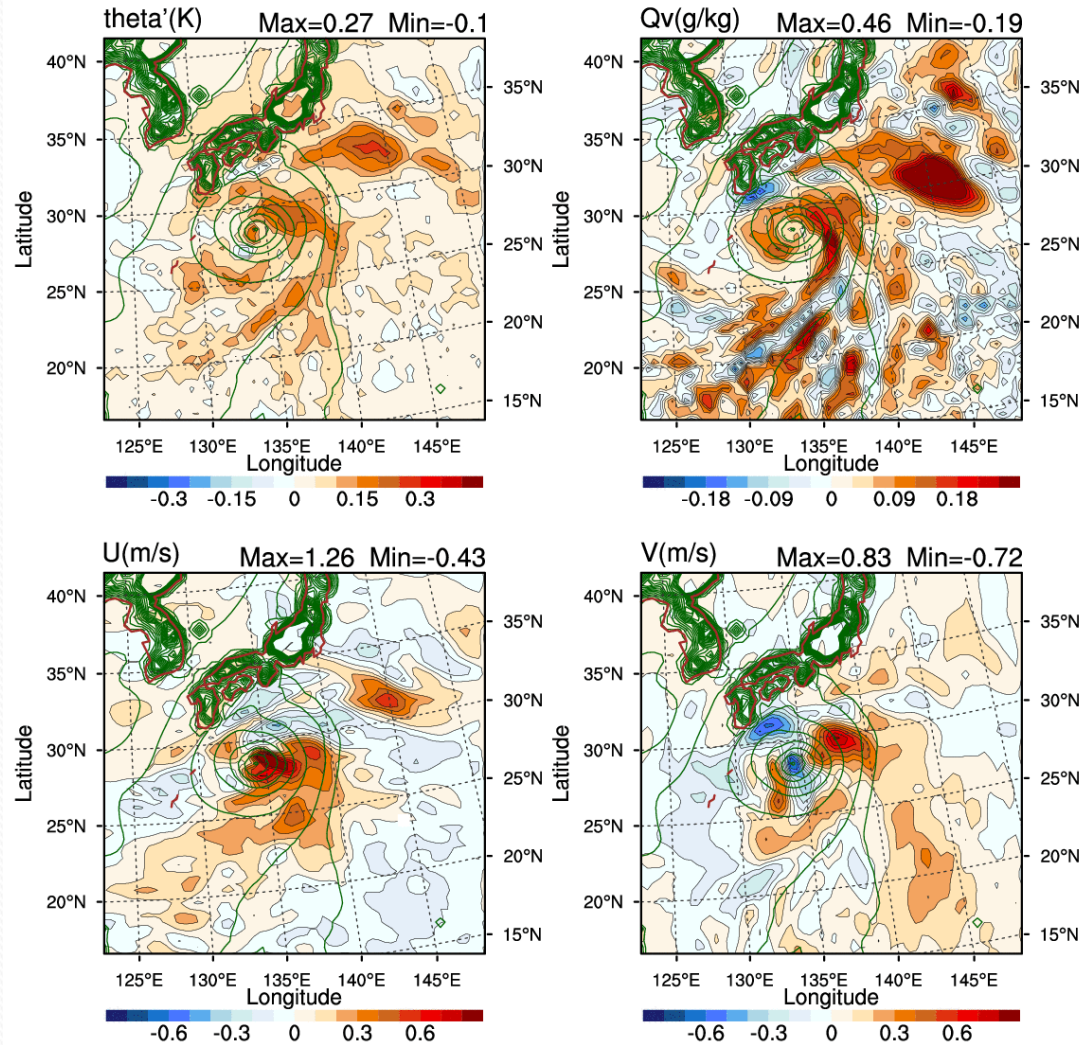 theta'(K) Max=0.27 Min=-0.1
40°N
35°N
30°N
25°N
20°N
35°N
30°N
25°N
20°N
15°N
Latitude
125°E 130°E 135°E 140°E 145°E
Longitude
-0.3 -0.15 0 0.15 0.3
Qv(g/kg) Max=0.46 Min=-0.19
40°N
35°N
30°N
25°N
20°N
35°N
30°N
25°N
20°N
15°N
Latitude
125°E 130°E 135°E 140°E 145°E
Longitude
-0.18 -0.09 0 0.09 0.18
U(m/s) Max=1.26 Min=-0.43
40°N
35°N
30°N
25°N
20°N
35°N
30°N
25°N
20°N
15°N
Latitude
125°E 130°E 135°E 140°E 145°E
Longitude
-0.6 -0.3 0 0.3 0.6
V(m/s) Max=0.83 Min=-0.72
40°N
35°N
30°N
25°N
20°N
35°N
30°N
25°N
20°N
15°N
Latitude
125°E 130°E 135°E 140°E 145°E
Longitude
-0.6 -0.3 0 0.3 0.6